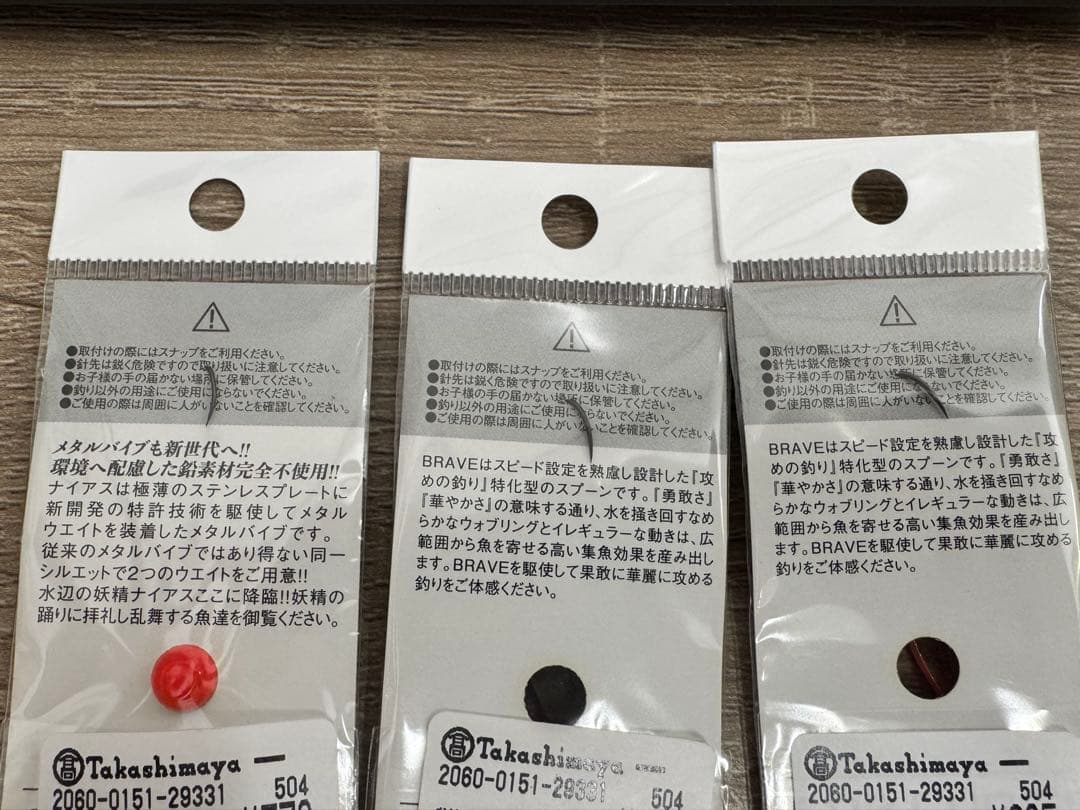 ●取付けの際にはスナップをご利用ください。
●針先は鋭く危険ですので取り扱いに注意してください。
●お子様の手の届かない場所に保管してください。
●釣り以外の用途にご使用にならないでください。
●ご使用の際は周囲に人がいないことを確認してください。
メタルバイブも新世代へ!!
環境へ配慮した鉛素材完全不使用!!
ナイアスは極薄のステンレスプレートに
新開発の特許技術を駆使してメタル
ウエイトを装着したメタルバイブです。
従来のメタルバイブではあり得ない同一
シルエットで2つのウエイトをご用意!!
水辺の妖精ナイアスここに降臨!!妖精の
踊りに拝礼し乱舞する魚達を御覧ください。
高 Takashimaya
2060-0151-29331 504
●取付けの際にはスナップをご利用ください。
●針先は鋭く危険ですので取り扱いに注意してください。
●お子様の手の届かない場所に保管してください。
●釣り以外の用途にご使用にならないでください。
●ご使用の際は周囲に人がいないことを確認してください。
BRAVEはスピード設定を熟慮し設計した『攻
めの釣り』特化型のスプーンです。『勇敢さ』
『華やかさ』の意味する通り、水を掻き回すなめ
らかなウォブリングとイレギュラーな動きは、広
範囲から魚を寄せる高い集魚効果を産み出し
ます。BRAVEを駆使して果敢に華麗に攻める
釣りをご体感ください。
高 Takashimaya
2060-0151-29331 504
●取付けの際にはスナップをご利用ください。
●針先は鋭く危険ですので取り扱いに注意してください。
●お子様の手の届かない場所に保管してください。
●釣り以外の用途にご使用にならないでください。
●ご使用の際は周囲に人がいないことを確認してください。
BRAVEはスピード設定を熟慮し設計した『攻
めの釣り』特化型のスプーンです。『勇敢さ』
『華やかさ』の意味する通り、水を掻き回すなめ
らかなウォブリングとイレギュラーな動きは、広
範囲から魚を寄せる高い集魚効果を産み出し
ます。BRAVEを駆使して果敢に華麗に攻める
釣りをご体感ください。
高 Takashimaya
2060-0151-29331 504